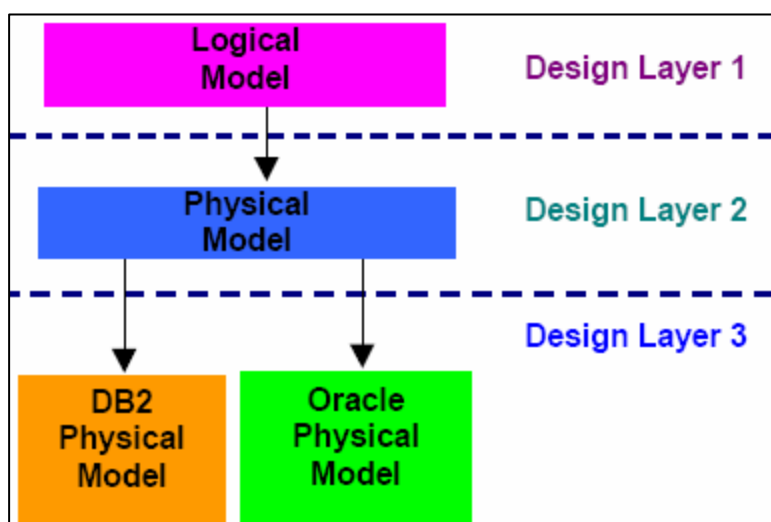 Logical
Model
Design Layer 1
Physical
Model
Design Layer 2
Design Layer 3
DB2
Physical
Model
Oracle
Physical
Model